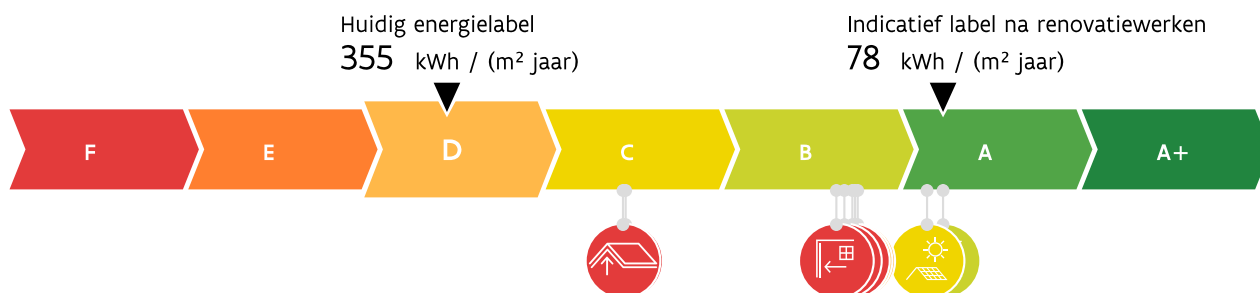 Huidig energielabel
355 kWh / (m² jaar)
Indicatief label na renovatiewerken
78 kWh / (m² jaar)
F E D C B A A+